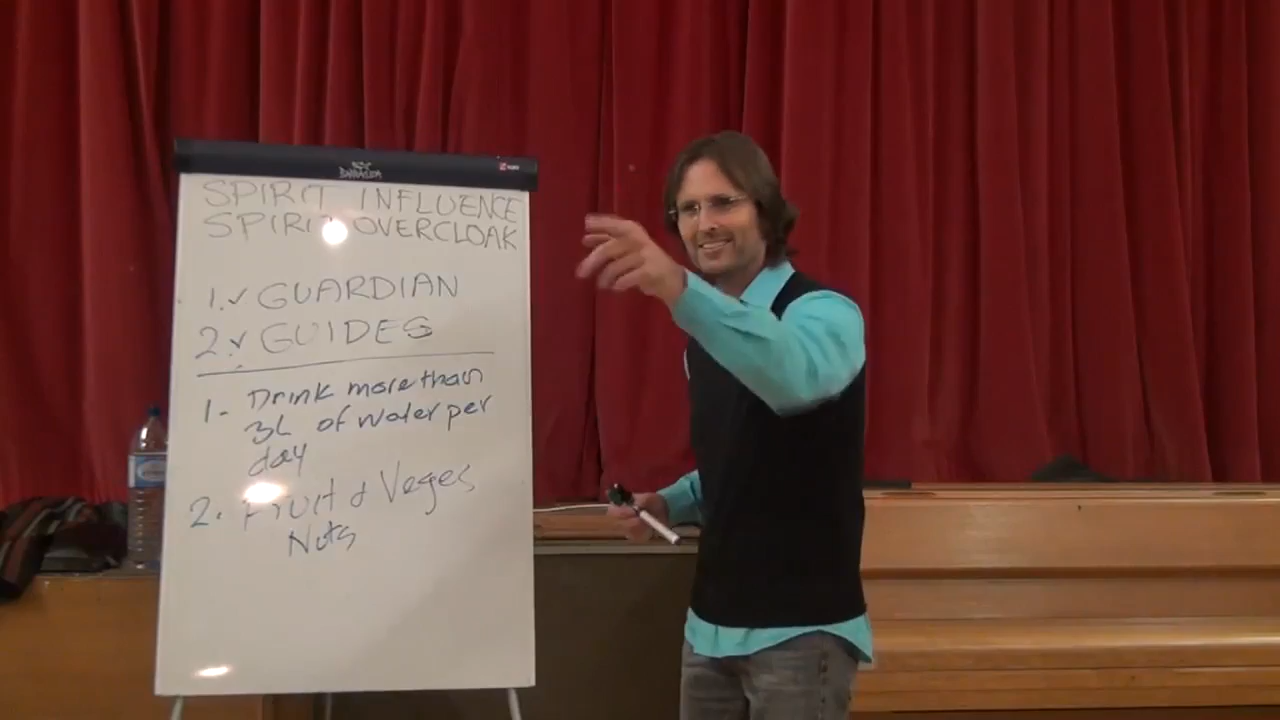 BARRACUDA
SPIRIT INFLUENCE
SPIRIT OVERCLOAK
1. ✓ GUARDIAN
2. ✓ GUIDES
1- Drink more than
3L of water per
day
2. Fruit & Veges
Nuts